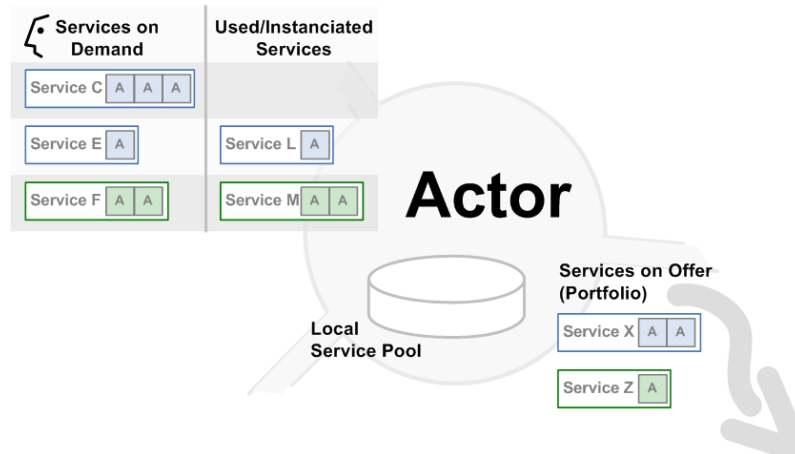 Services on
Demand
Used/Instanciated
Services
Service C A A A
Service E A
Service L A
Service F A A
Service M A A
Actor
Services on Offer
(Portfolio)
Local
Service Pool
Service X A A
Service Z A